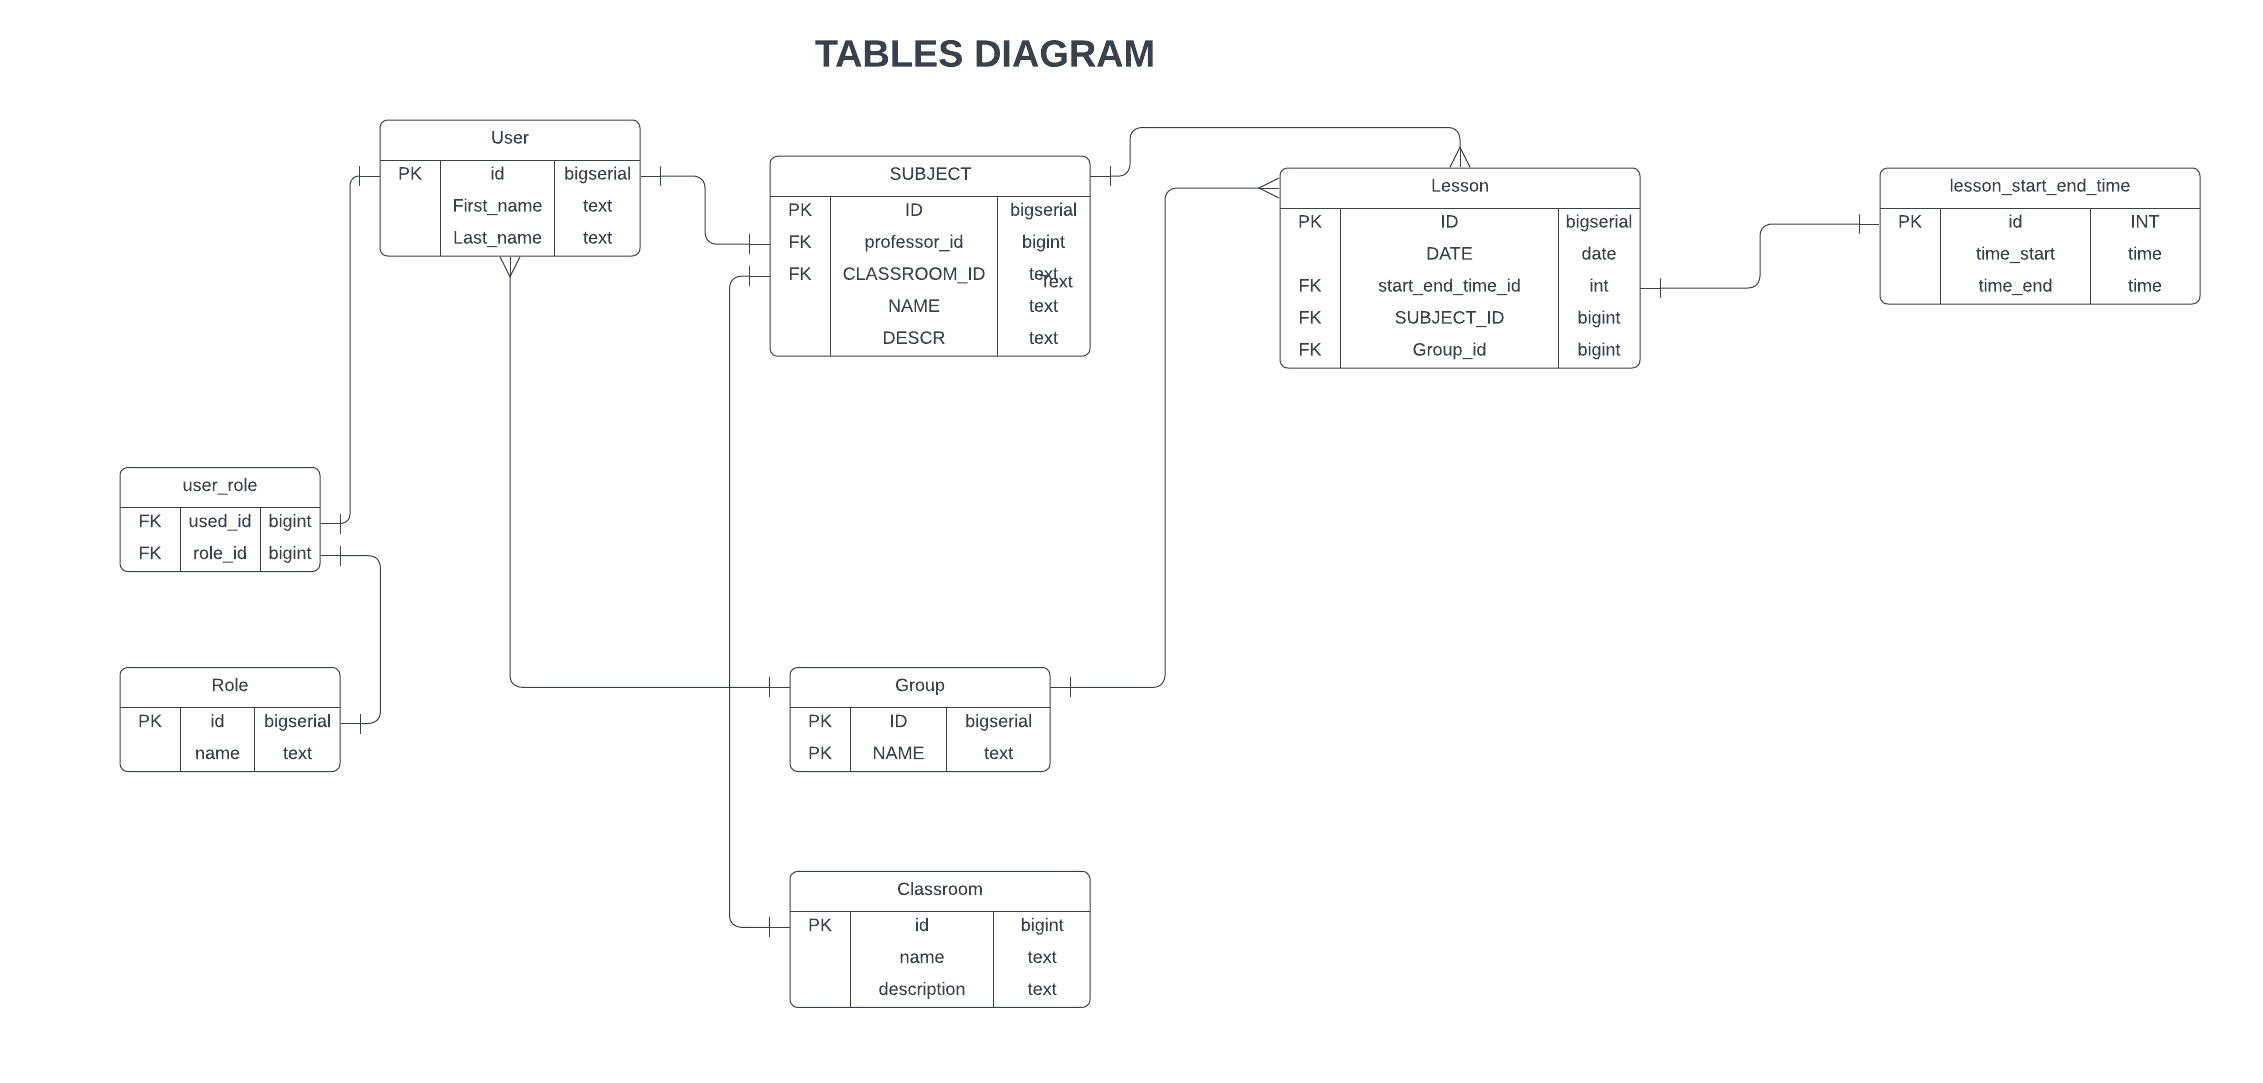 TABLES DIAGRAM
User
PK id bigserial
First_name text
Last_name text
SUBJECT
PK ID bigserial
FK professor_id bigint
FK CLASSROOM_ID text
Text
NAME text
DESCR text
Lesson
PK ID bigserial
DATE date
FK start_end_time_id int
FK SUBJECT_ID bigint
FK Group_id bigint
lesson_start_end_time
PK id INT
time_start time
time_end time
user_role
FK used_id bigint
FK role_id bigint
Role
PK id bigserial
name text
Group
PK ID bigserial
PK NAME text
Classroom
PK id bigint
name text
description text